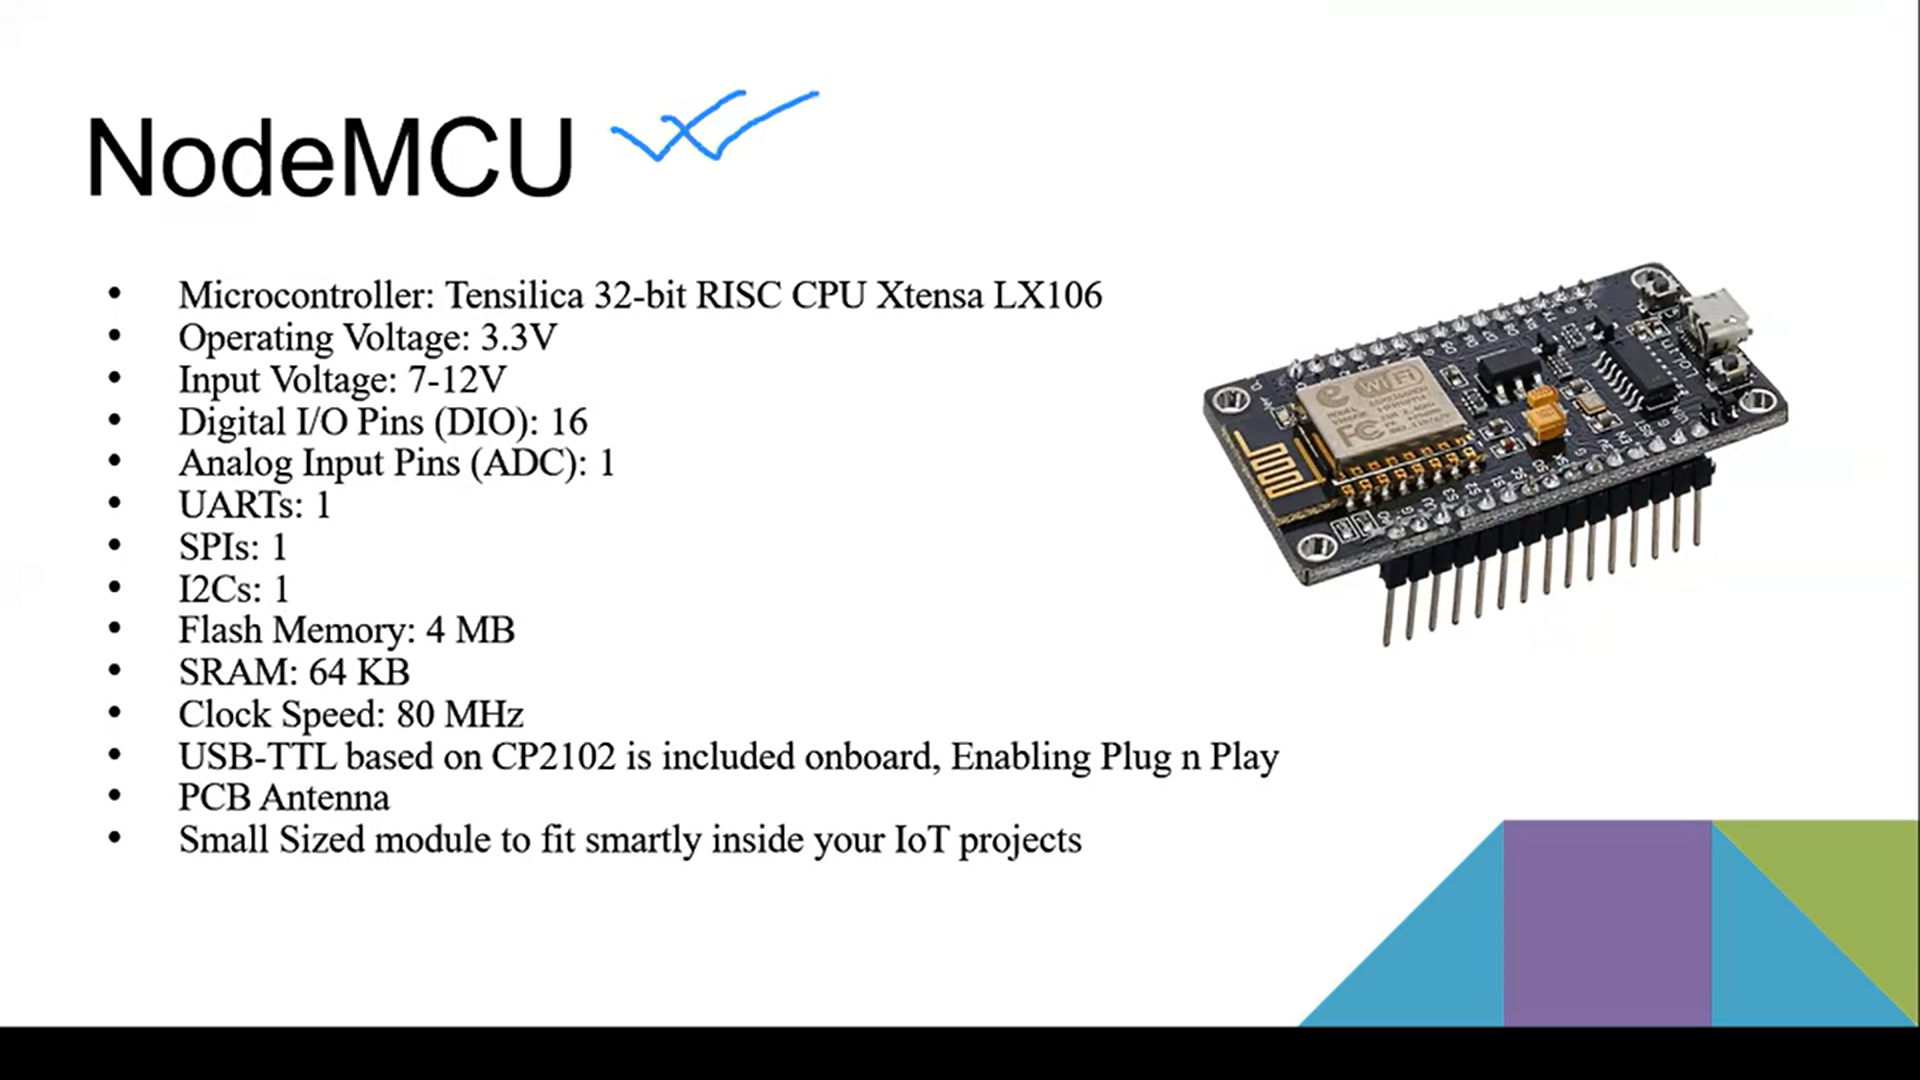 NodeMCU
• Microcontroller: Tensilica 32-bit RISC CPU Xtensa LX106
• Operating Voltage: 3.3V
• Input Voltage: 7-12V
• Digital I/O Pins (DIO): 16
• Analog Input Pins (ADC): 1
• UARTs: 1
• SPIs: 1
• I2Cs: 1
• Flash Memory: 4 MB
• SRAM: 64 KB
• Clock Speed: 80 MHz
• USB-TTL based on CP2102 is included onboard, Enabling Plug n Play
• PCB Antenna
• Small Sized module to fit smartly inside your IoT projects
WiFi
FC